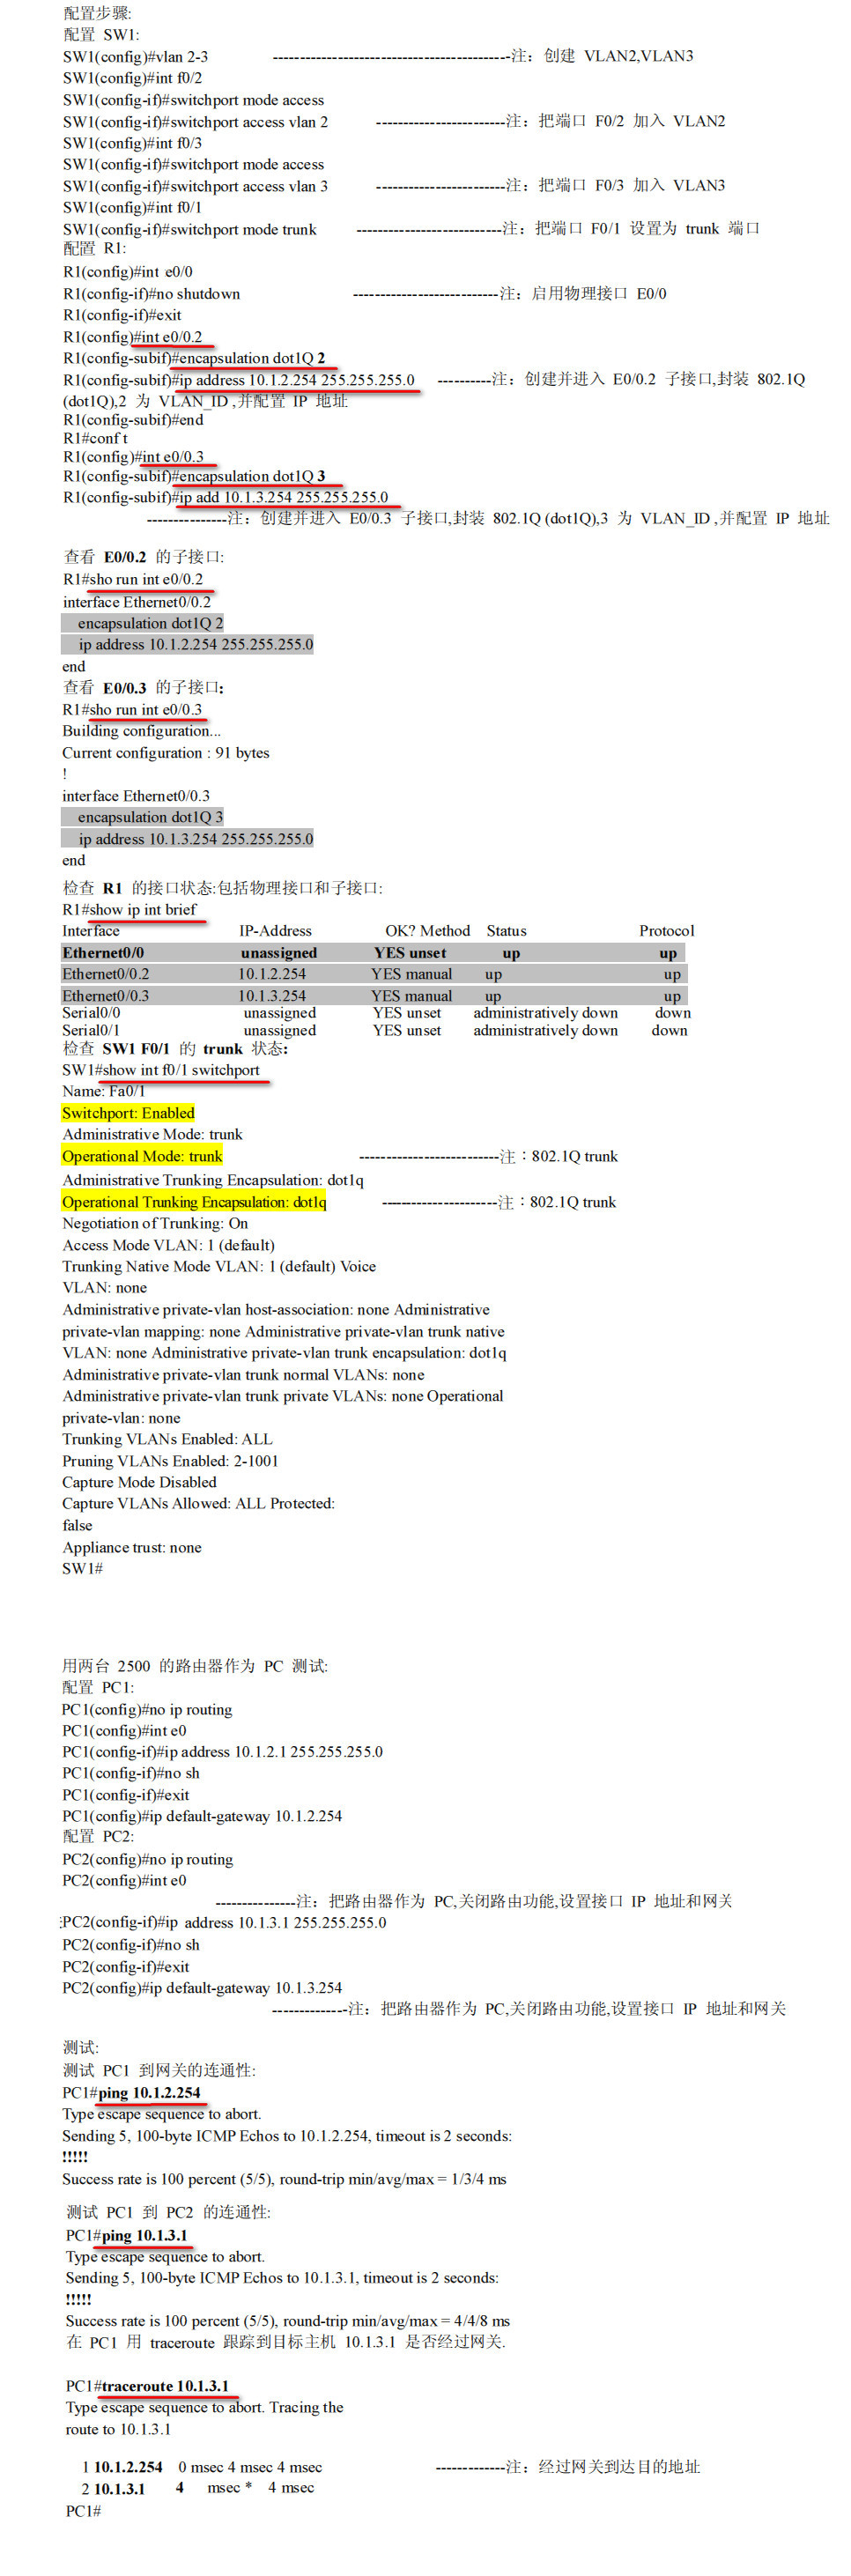 配置步骤:
配置 SW1:
SW1(config)#vlan 2-3 --------------------------------------------注：创建 VLAN2,VLAN3
SW1(config)#int f0/2
SW1(config-if)#switchport mode access
SW1(config-if)#switchport access vlan 2 ------------------------注：把端口 F0/2 加入 VLAN2
SW1(config)#int f0/3
SW1(config-if)#switchport mode access
SW1(config-if)#switchport access vlan 3 ------------------------注：把端口 F0/3 加入 VLAN3
SW1(config)#int f0/1
SW1(config-if)#switchport mode trunk ---------------------------注：把端口 F0/1 设置为 trunk 端口
配置 R1:
R1(config)#int e0/0
R1(config-if)#no shutdown ---------------------------注：启用物理接口 E0/0
R1(config-if)#exit
R1(config)#int e0/0.2
R1(config-subif)#encapsulation dot1Q 2
R1(config-subif)#ip address 10.1.2.254 255.255.255.0 ----------注：创建并进入 E0/0.2 子接口,封装 802.1Q
(dot1Q),2 为 VLAN_ID ,并配置 IP 地址
R1(config-subif)#end
R1#conf t
R1(config)#int e0/0.3
R1(config-subif)#encapsulation dot1Q 3
R1(config-subif)#ip add 10.1.3.254 255.255.255.0
---------------注：创建并进入 E0/0.3 子接口,封装 802.1Q (dot1Q),3 为 VLAN_ID ,并配置 IP 地址
查看 E0/0.2 的子接口:
R1#sho run int e0/0.2
interface Ethernet0/0.2
encapsulation dot1Q 2
ip address 10.1.2.254 255.255.255.0
end
查看 E0/0.3 的子接口:
R1#sho run int e0/0.3
Building configuration...
Current configuration : 91 bytes
!
interface Ethernet0/0.3
encapsulation dot1Q 3
ip address 10.1.3.254 255.255.255.0
end
检查 R1 的接口状态:包括物理接口和子接口:
R1#show ip int brief
Interface IP-Address OK? Method Status Protocol
Ethernet0/0 unassigned YES unset up up
Ethernet0/0.2 10.1.2.254 YES manual up up
Ethernet0/0.3 10.1.3.254 YES manual up up
Serial0/0 unassigned YES unset administratively down down
Serial0/1 unassigned YES unset administratively down down
检查 SW1 F0/1 的 trunk 状态:
SW1#show int f0/1 switchport
Name: Fa0/1
Switchport: Enabled
Administrative Mode: trunk
Operational Mode: trunk --------------------------注：802.1Q trunk
Administrative Trunking Encapsulation: dot1q
Operational Trunking Encapsulation: dot1q ---------------------注：802.1Q trunk
Negotiation of Trunking: On
Access Mode VLAN: 1 (default)
Trunking Native Mode VLAN: 1 (default) Voice
VLAN: none
Administrative private-vlan host-association: none Administrative
private-vlan mapping: none Administrative private-vlan trunk native
VLAN: none Administrative private-vlan trunk encapsulation: dot1q
Administrative private-vlan trunk normal VLANs: none
Administrative private-vlan trunk private VLANs: none Operational
private-vlan: none
Trunking VLANs Enabled: ALL
Pruning VLANs Enabled: 2-1001
Capture Mode Disabled
Capture VLANs Allowed: ALL Protected:
false
Appliance trust: none
SW1#
用两台 2500 的路由器作为 PC 测试:
配置 PC1:
PC1(config)#no ip routing
PC1(config)#int e0
PC1(config-if)#ip address 10.1.2.1 255.255.255.0
PC1(config-if)#no sh
PC1(config-if)#exit
PC1(config)#ip default-gateway 10.1.2.254
配置 PC2:
PC2(config)#no ip routing
PC2(config)#int e0
---------------注：把路由器作为 PC,关闭路由功能,设置接口 IP 地址和网关
PC2(config-if)#ip address 10.1.3.1 255.255.255.0
PC2(config-if)#no sh
PC2(config-if)#exit
PC2(config)#ip default-gateway 10.1.3.254
--------------注：把路由器作为 PC,关闭路由功能,设置接口 IP 地址和网关
测试:
测试 PC1 到网关的连通性:
PC1#ping 10.1.2.254
Type escape sequence to abort.
Sending 5, 100-byte ICMP Echos to 10.1.2.254, timeout is 2 seconds:
!!!!!
Success rate is 100 percent (5/5), round-trip min/avg/max = 1/3/4 ms
测试 PC1 到 PC2 的连通性:
PC1#ping 10.1.3.1
Type escape sequence to abort.
Sending 5, 100-byte ICMP Echos to 10.1.3.1, timeout is 2 seconds:
!!!!!
Success rate is 100 percent (5/5), round-trip min/avg/max = 4/4/8 ms
在 PC1 用 traceroute 跟踪到目标主机 10.1.3.1 是否经过网关.
PC1#traceroute 10.1.3.1
Type escape sequence to abort. Tracing the
route to 10.1.3.1
1 10.1.2.254 0 msec 4 msec 4 msec -------------注：经过网关到达目的地址
2 10.1.3.1 4 msec * 4 msec
PC1#